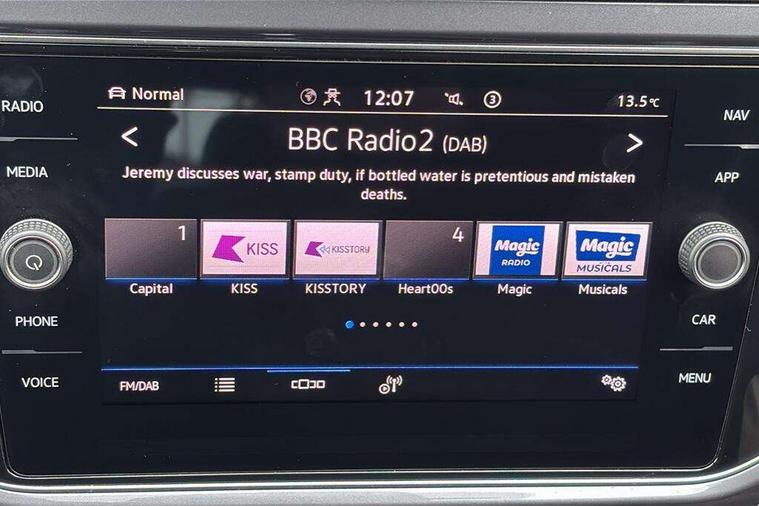 Normal 12:07 3 13.5°C
RADIO
NAV
< BBC Radio2 (DAB) >
MEDIA
APP
Jeremy discusses war, stamp duty, if bottled water is pretentious and mistaken
deaths.
1 KISS KISSTORY 4 Magic RADIO Magic AT THE MUSICALS
Capital KISS KISSTORY Heart00s Magic Musicals
PHONE
CAR
VOICE
FM/DAB
MENU